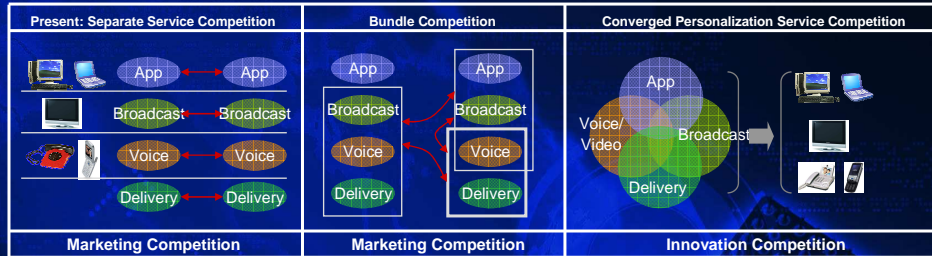 Present: Separate Service Competition
App App
Broadcast Broadcast
Voice Voice
Delivery Delivery
Marketing Competition
Bundle Competition
App App
Broadcast Broadcast
Voice Voice
Delivery Delivery
Marketing Competition
Converged Personalization Service Competition
App
Voice/
Video
Broadcast
Delivery
Innovation Competition